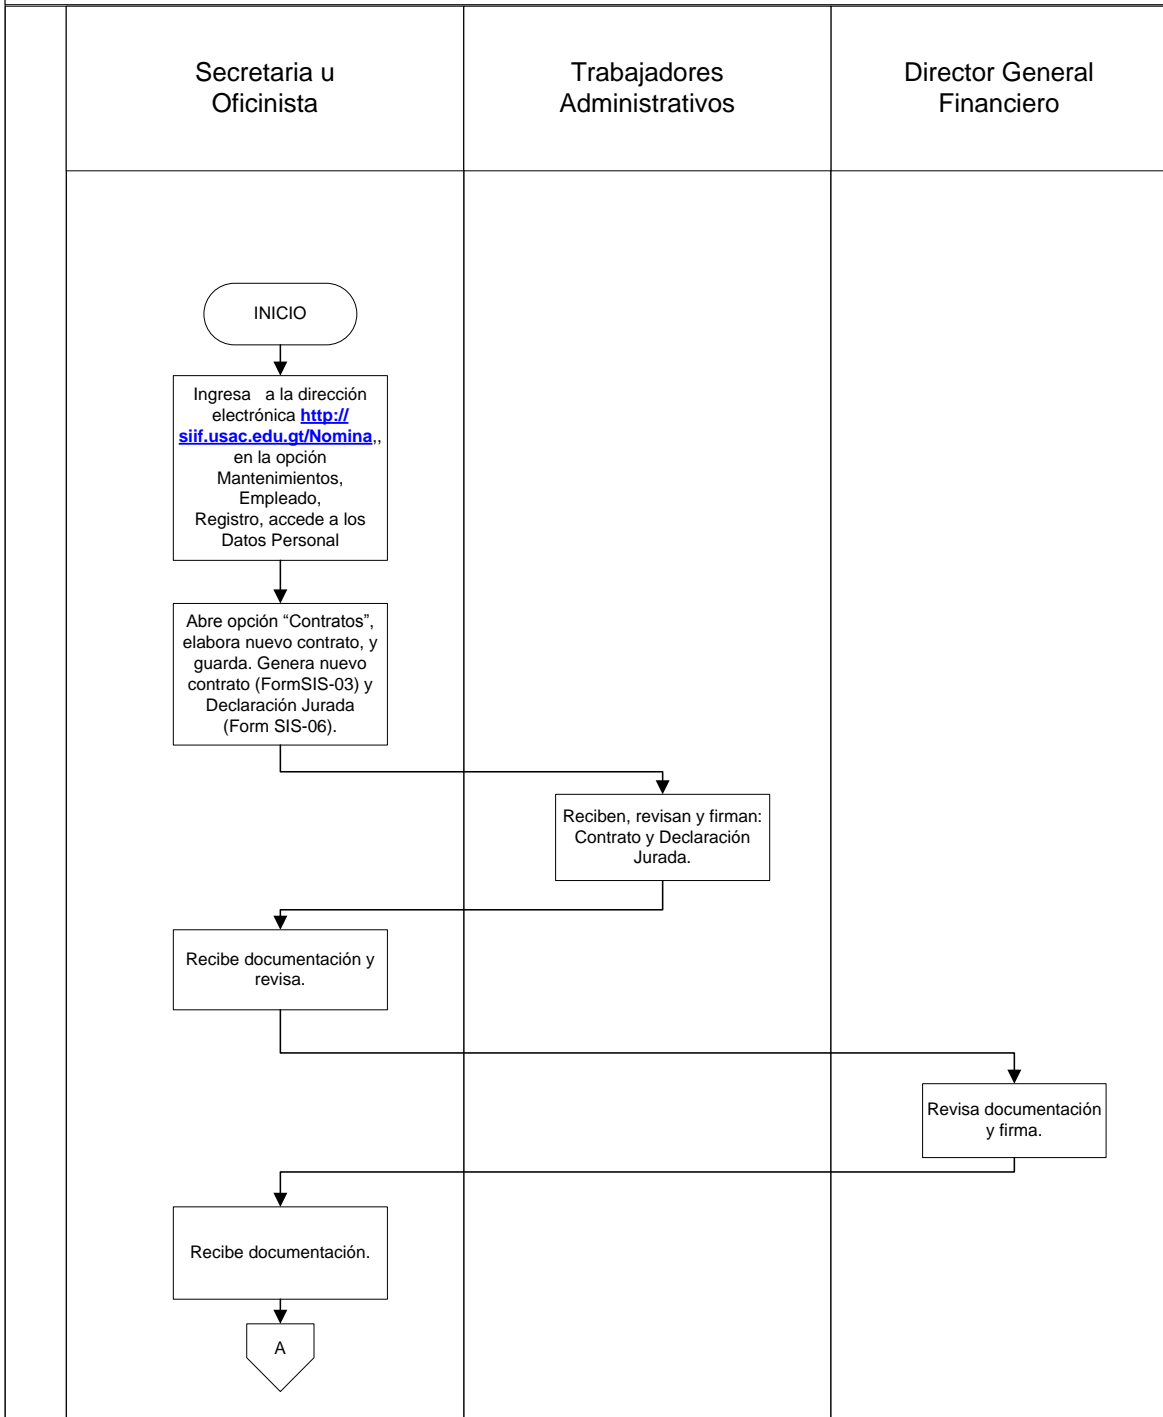 Secretaria u
Oficinista
Trabajadores
Administrativos
Director General
Financiero
INICIO
Ingresa a la dirección
electrónica http://
siif.usac.edu.gt/Nomina,,
en la opción
Mantenimientos,
Empleado,
Registro, accede a los
Datos Personal
Abre opción “Contratos”,
elabora nuevo contrato, y
guarda. Genera nuevo
contrato (FormSIS-03) y
Declaración Jurada
(Form SIS-06).
Reciben, revisan y firman:
Contrato y Declaración
Jurada.
Recibe documentación y
revisa.
Revisa documentación
y firma.
Recibe documentación.
A